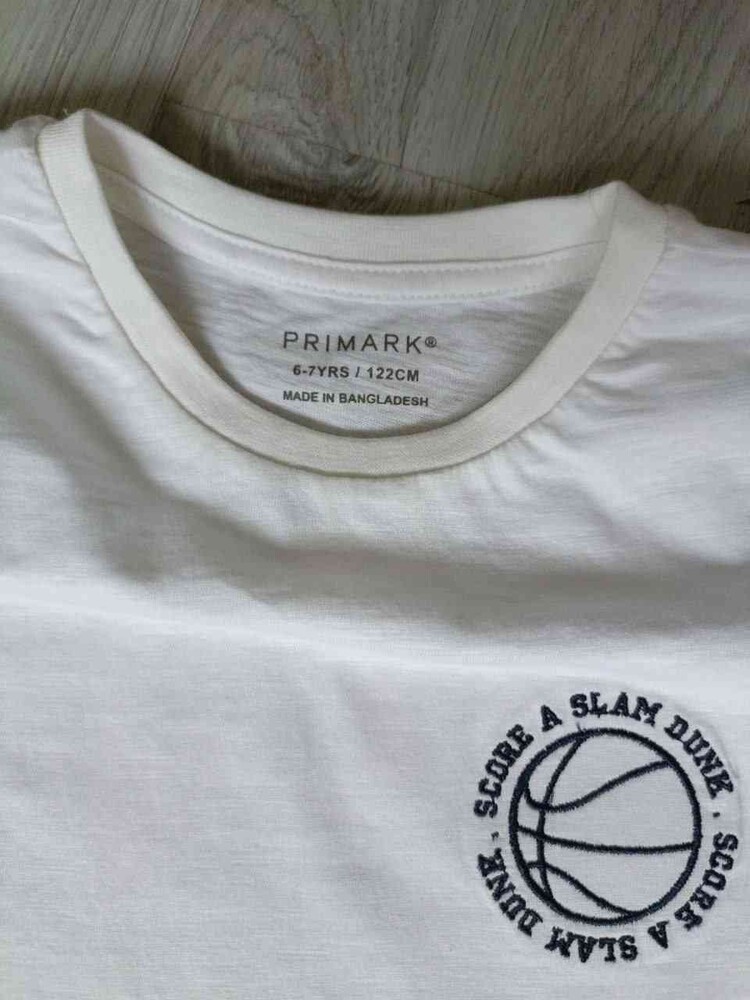 PRIMARK®
6-7YRS / 122CM
MADE IN BANGLADESH
SCORE A SLAM DUNK · SCORE A SLAM DUNK ·